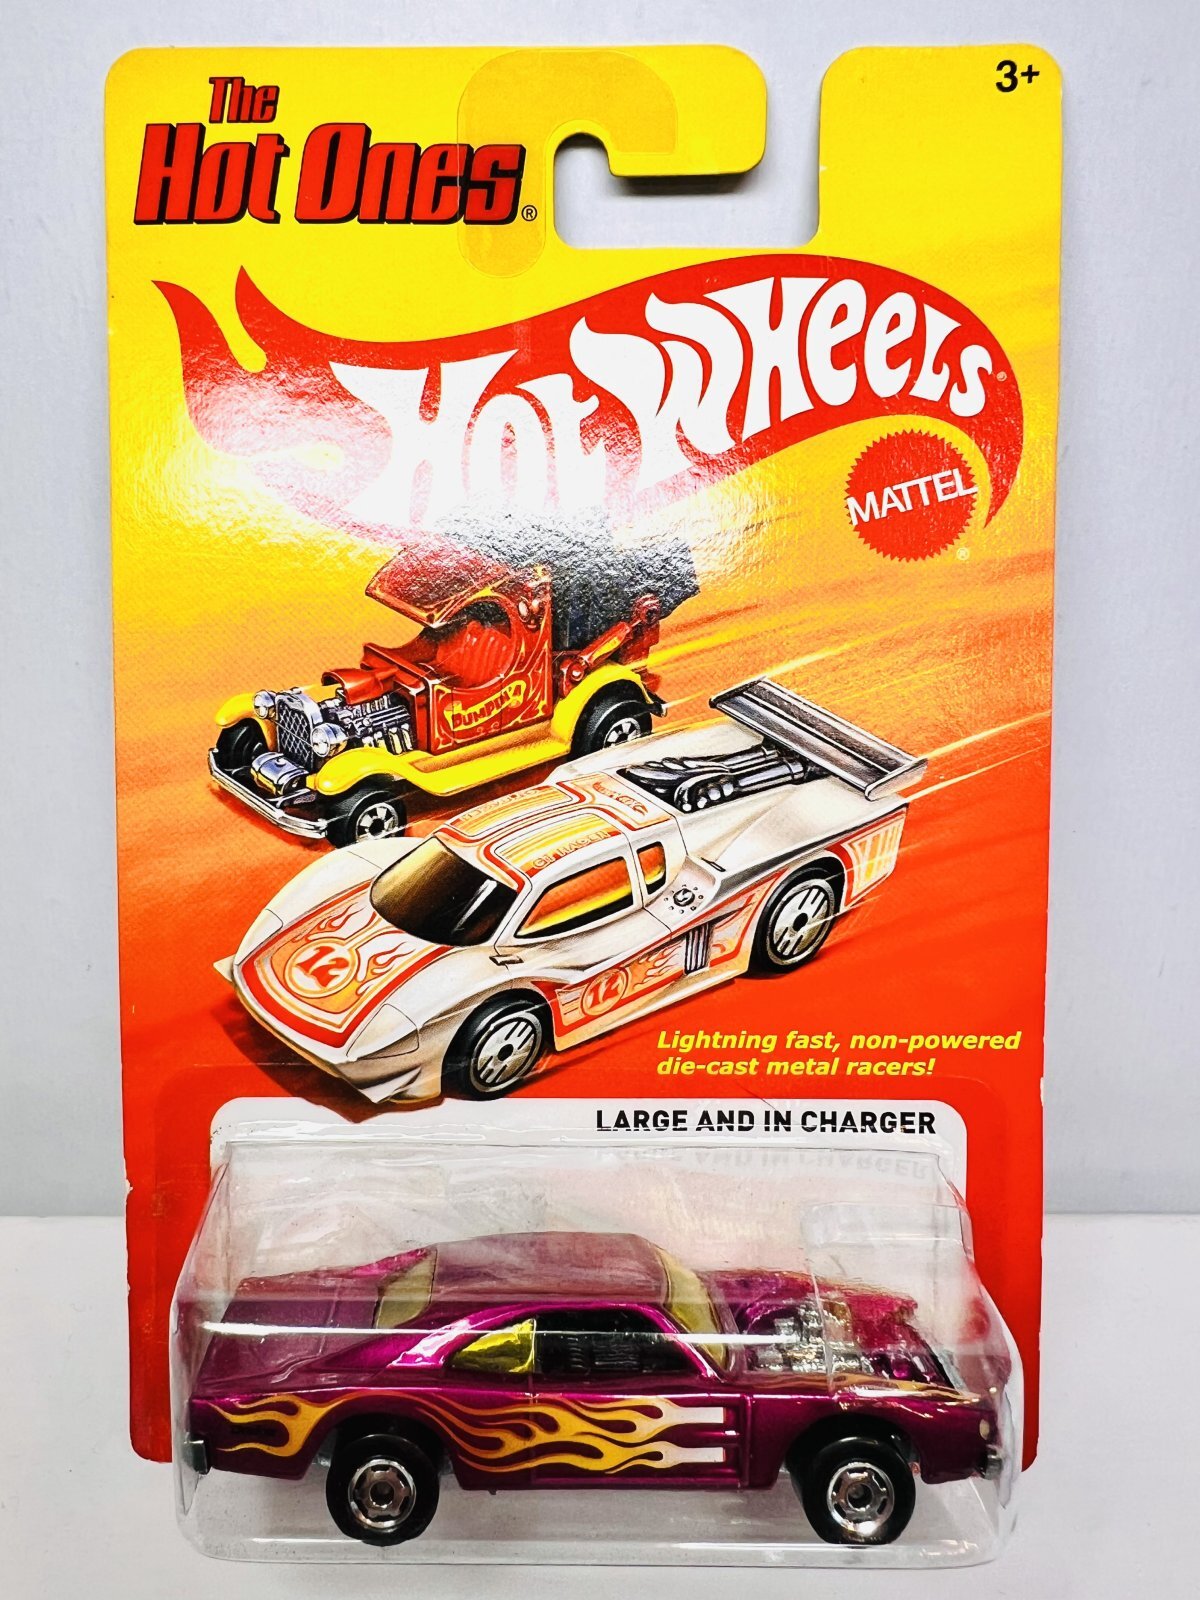 The
Hot Ones®
3+
Hot Wheels®
MATTEL
®
DUMPIN'A
12
12
Lightning fast, non-powered
die-cast metal racers!
LARGE AND IN CHARGER